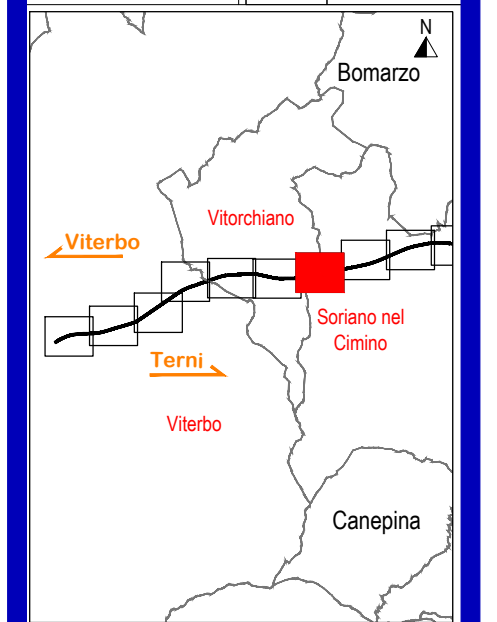 N
Bomarzo
Vitorchiano
Viterbo
Soriano nel
Cimino
Terni
Viterbo
Canepina